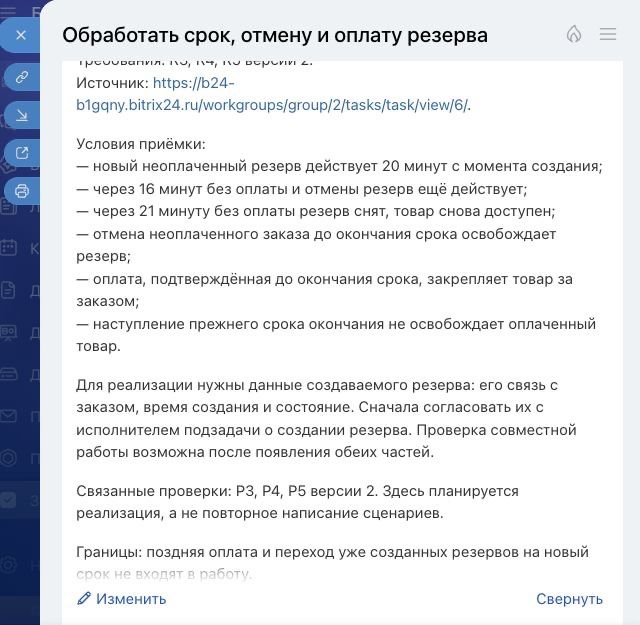 Обработать срок, отмену и оплату резерва
Требования: R3, R4, R5 версии 2.
Источник: https://b24-
b1gqny.bitrix24.ru/workgroups/group/2/tasks/task/view/6/.
Условия приёмки:
— новый неоплаченный резерв действует 20 минут с момента создания;
— через 16 минут без оплаты и отмены резерв ещё действует;
— через 21 минуту без оплаты резерв снят, товар снова доступен;
— отмена неоплаченного заказа до окончания срока освобождает
резерв;
— оплата, подтверждённая до окончания срока, закрепляет товар за
заказом;
— наступление прежнего срока окончания не освобождает оплаченный
товар.
Для реализации нужны данные создаваемого резерва: его связь с
заказом, время создания и состояние. Сначала согласовать их с
исполнителем подзадачи о создании резерва. Проверка совместной
работы возможна после появления обеих частей.
Связанные проверки: P3, P4, P5 версии 2. Здесь планируется
реализация, а не повторное написание сценариев.
Границы: поздняя оплата и переход уже созданных резервов на новый
срок не входят в работу.
Изменить
Свернуть